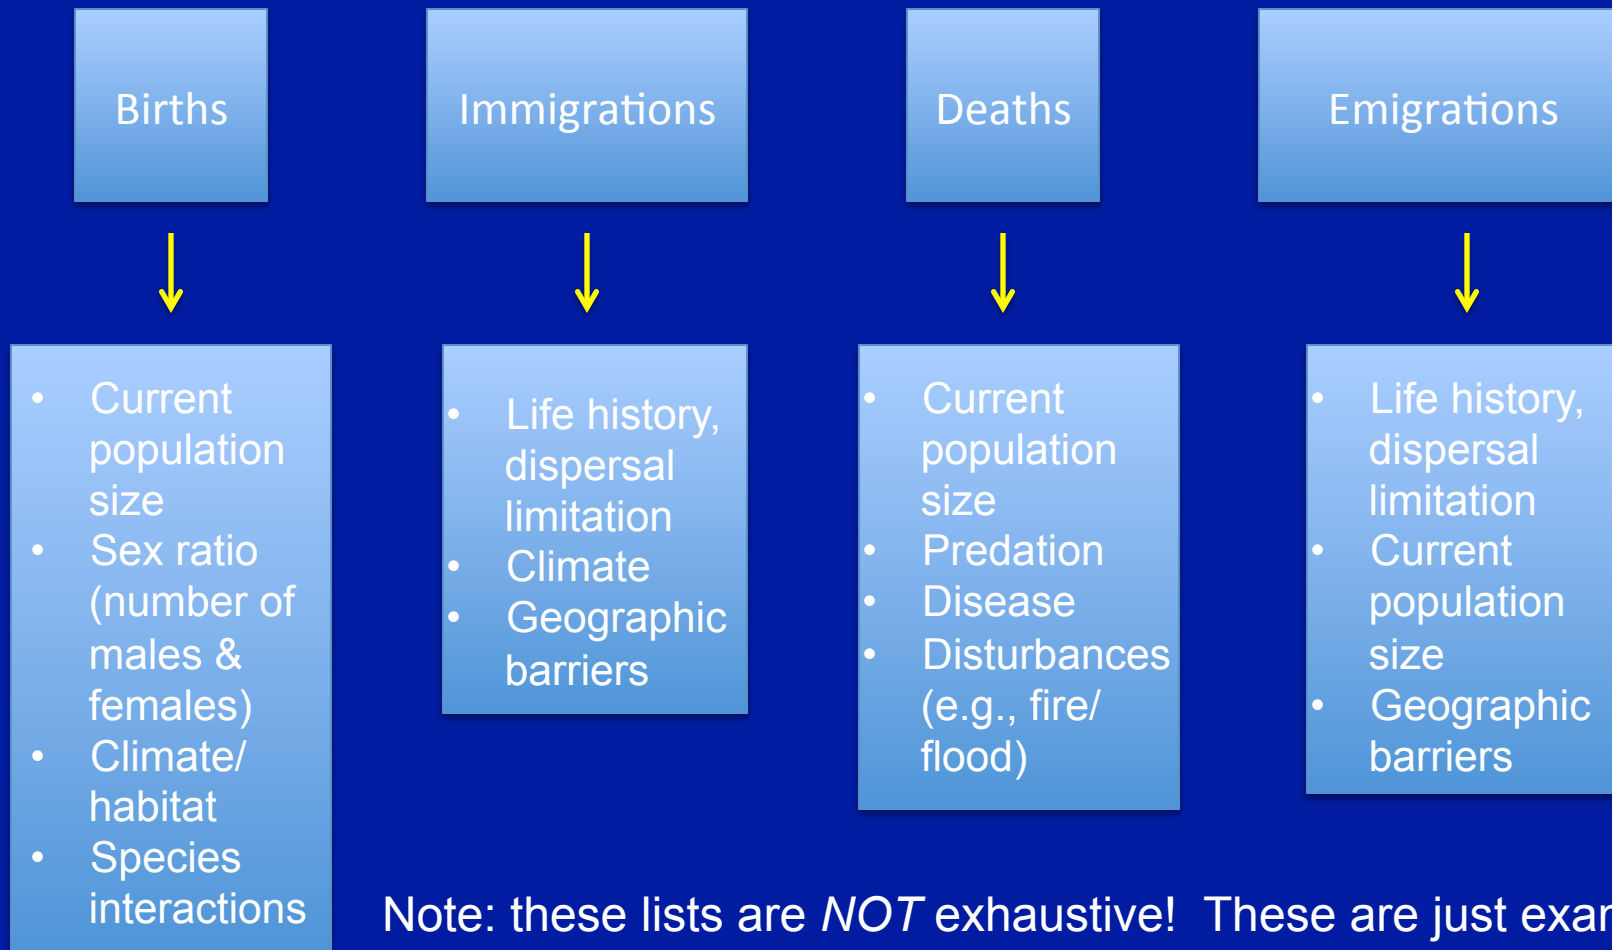 Births
Immigrations
Deaths
Emigrations
• Current
population
size
• Sex ratio
(number of
males &
females)
• Climate/
habitat
• Species
interactions
• Life history,
dispersal
limitation
• Climate
• Geographic
barriers
• Current
population
size
• Predation
• Disease
• Disturbances
(e.g., fire/
flood)
• Life history,
dispersal
limitation
• Current
population
size
• Geographic
barriers
Note: these lists are NOT exhaustive! These are just